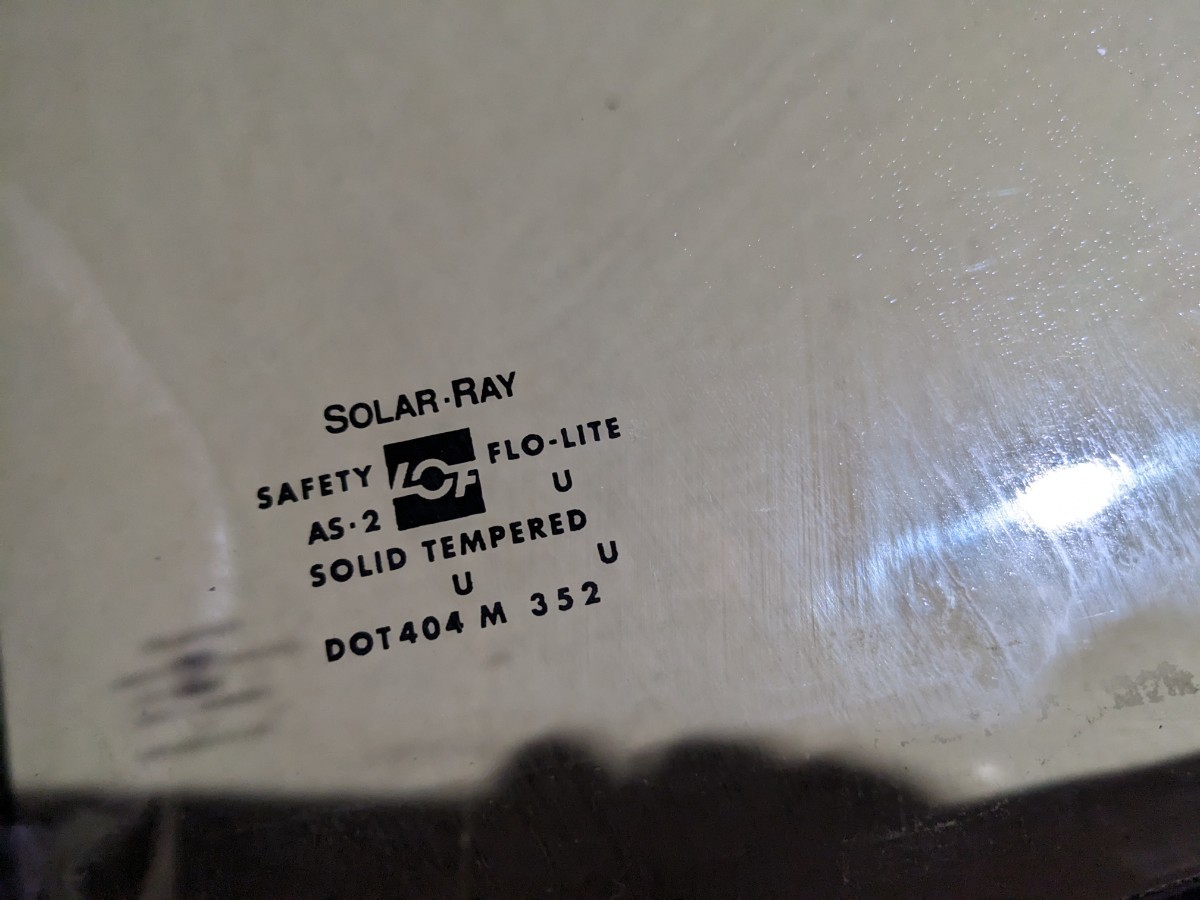 SOLAR·RAY
SAFETY LOF FLO-LITE
AS·2 U
SOLID TEMPERED
U U
DOT404 M 352